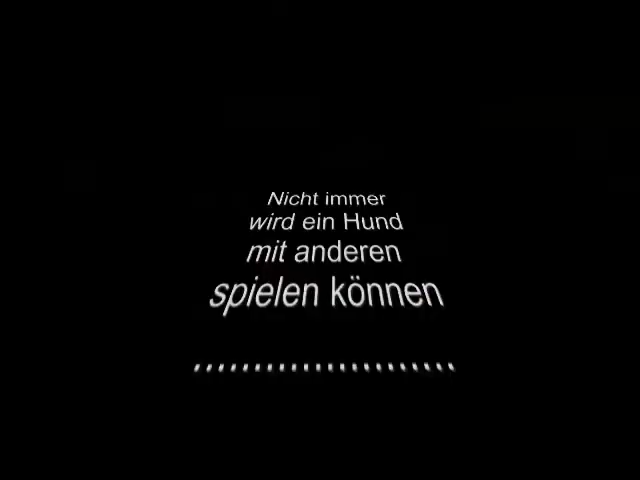 Nicht immer
wird ein Hund
mit anderen
spielen können
......................